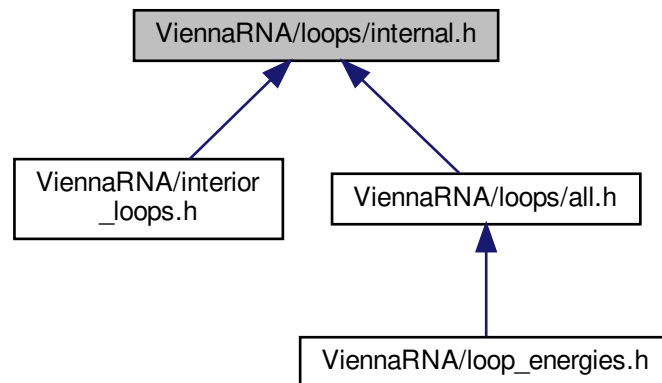 ViennaRNA/loops/internal.h
ViennaRNA/interior
_loops.h
ViennaRNA/loops/all.h
ViennaRNA/loop_energies.h